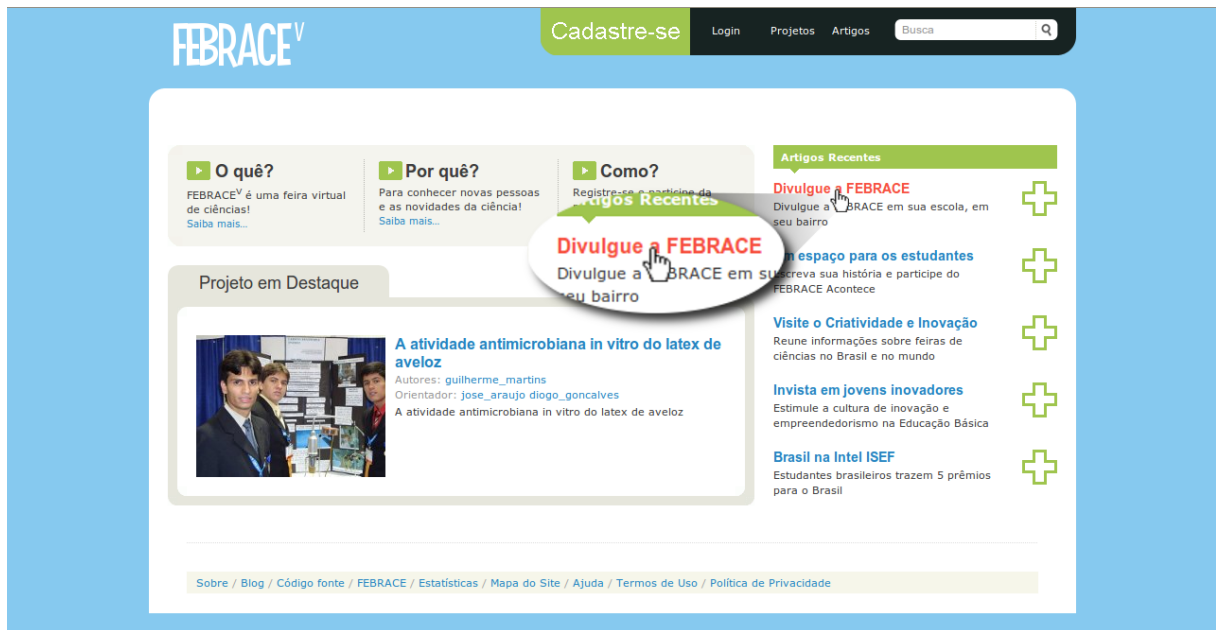 FEBRACEV
Cadastre-se
Login
Projetos
Artigos
Busca
O quê?
FEBRACEV é uma feira virtual
de ciências!
Saiba mais...
Por quê?
Para conhecer novas pessoas
e as novidades da ciência!
Saiba mais...
Como?
Registre-se e participe da
Artigos Recentes
Divulgue a FEBRACE
Divulgue a FEBRACE em sua escola, em
seu bairro
Artigos Recentes
Divulgue a FEBRACE
Divulgue a FEBRACE em su
seu bairro
Um espaço para os estudantes
Escreva sua história e participe do
FEBRACE Acontece
Visite o Criatividade e Inovação
Reune informações sobre feiras de
ciências no Brasil e no mundo
Invista em jovens inovadores
Estimule a cultura de inovação e
empreendedorismo na Educação Básica
Brasil na Intel ISEF
Estudantes brasileiros trazem 5 prêmios
para o Brasil
Projeto em Destaque
A atividade antimicrobiana in vitro do latex de
aveloz
Autores: guilherme_martins
Orientador: jose_araujo diogo_goncalves
A atividade antimicrobiana in vitro do latex de aveloz
Sobre / Blog / Código fonte / FEBRACE / Estatísticas / Mapa do Site / Ajuda / Termos de Uso / Política de Privacidade